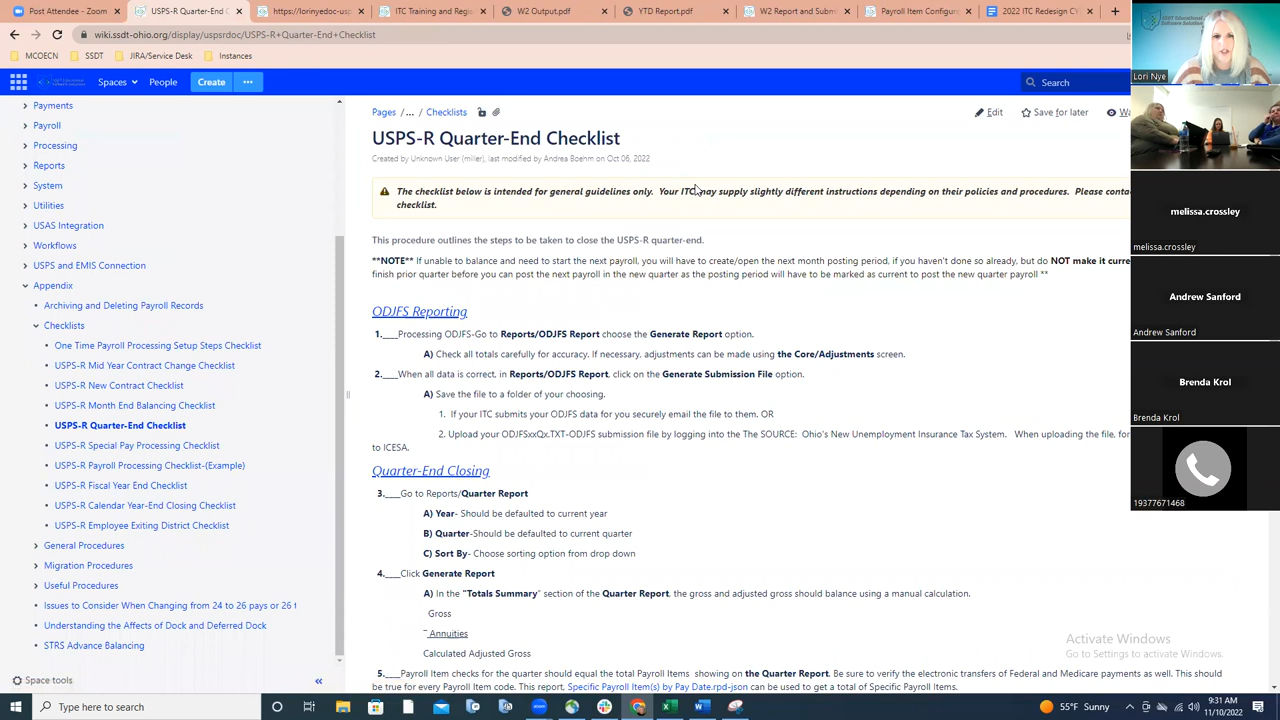 Post Attendee - Zoom
USPS-R Quarter-End C
https://lorinyedoc-us
ITC Training and Re
W2 Output.pdf
YTD Report.pdf
W2 Report and Subm
Payroll Item Configur
2022 ITC Redesign CY
wiki.ssdt-ohio.org/display/uspsrdoc/USPS-R+Quarter-End+Checklist
MCOECN
SSDT
JIRA/Service Desk
Instances
Spaces
People
Create
Search
Payments
Payroll
Processing
Reports
System
Utilities
USAS Integration
Workflows
USPS and EMIS Connection
Appendix
Archiving and Deleting Payroll Records
Checklists
One Time Payroll Processing Setup Steps Checklist
USPS-R Mid Year Contract Change Checklist
USPS-R New Contract Checklist
USPS-R Month End Balancing Checklist
USPS-R Quarter-End Checklist
USPS-R Special Pay Processing Checklist
USPS-R Payroll Processing Checklist-(Example)
USPS-R Fiscal Year End Checklist
USPS-R Calendar Year-End Closing Checklist
USPS-R Employee Exiting District Checklist
General Procedures
Migration Procedures
Useful Procedures
Issues to Consider When Changing from 24 to 26 pays or 26 t
Understanding the Affects of Dock and Deferred Dock
STRS Advance Balancing
Space tools
Pages /... / Checklists
Edit
Save for later
Wa
USPS-R Quarter-End Checklist
Created by Unknown User (miller), last modified by Andrea Boehm on Oct 06, 2022
The checklist below is intended for general guidelines only. Your ITC may supply slightly different instructions depending on their policies and procedures. Please conta
checklist.
This procedure outlines the steps to be taken to close the USPS-R quarter-end.
**NOTE** If unable to balance and need to start the next payroll, you will have to create/open the next month posting period, if you haven't done so already, but do NOT make it curre
finish prior quarter before you can post the next payroll in the new quarter as the posting period will have to be marked as current to post the new quarter payroll **
ODJFS Reporting
1.___Processing ODJFS-Go to Reports/ODJFS Report choose the Generate Report option.
A) Check all totals carefully for accuracy. If necessary, adjustments can be made using the Core/Adjustments screen.
2.___When all data is correct, in Reports/ODJFS Report, click on the Generate Submission File option.
A) Save the file to a folder of your choosing.
1. If your ITC submits your ODJFS data for you securely email the file to them. OR
2. Upload your ODJFSxxQx.TXT-ODJFS submission file by logging into the The SOURCE: Ohio's New Unemployment Insurance Tax System. When uploading the file, for
to ICESA.
Quarter-End Closing
3.___Go to Reports/Quarter Report
A) Year- Should be defaulted to current year
B) Quarter-Should be defaulted to current quarter
C) Sort By- Choose sorting option from drop down
4.___Click Generate Report
A) In the "Totals Summary" section of the Quarter Report, the gross and adjusted gross should balance using a manual calculation.
Gross
- Annuities
Calculated Adjusted Gross
5.___Payroll Item checks for the quarter should equal the total Payroll Items showing on the Quarter Report. Be sure to verify the electronic transfers of Federal and Medicare payments as well. This should
be true for every Payroll Item code. This report, Specific Payroll Item(s) by Pay Date.rpd-json can be used to get a total of Specific Payroll Items.
Lori Nye
melissa.crossley
melissa.crossley
Andrew Sanford
Andrew Sanford
Brenda Krol
Brenda Krol
19377671468
Activate Windows
Go to Settings to activate Windows.
Type here to search
55°F Sunny
9:31 AM
11/10/2022